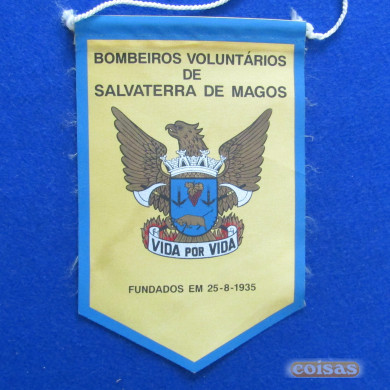 BOMBEIROS VOLUNTÁRIOS
DE
SALVATERRA DE MAGOS
VIDA POR VIDA
FUNDADOS EM 25-8-1935
coisas